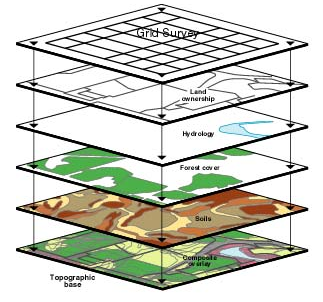 Grid Survey
Land
ownership
Hydrology
Forest cover
Soils
Composite
overlay
Topographic
base